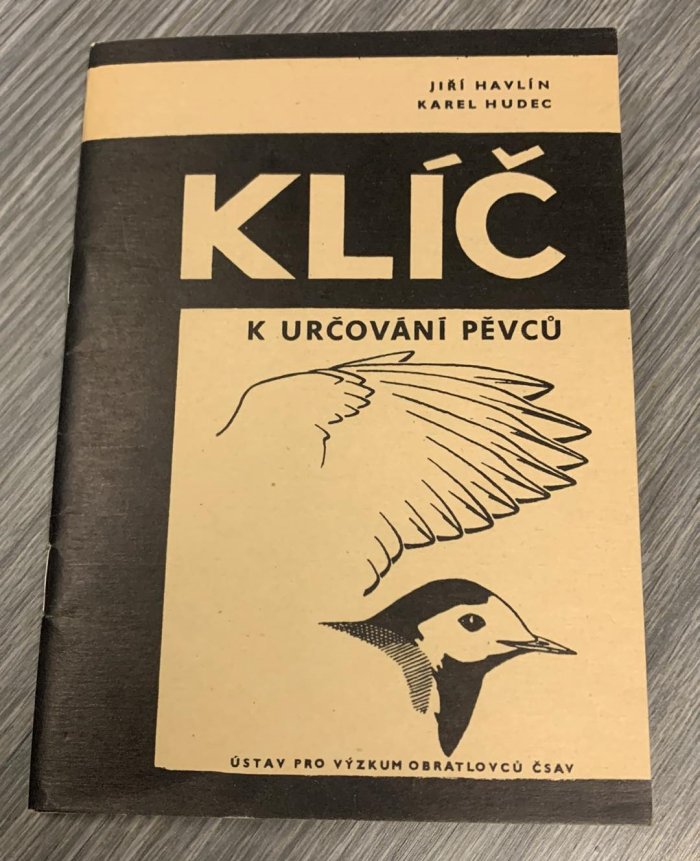 JIŘÍ HAVLÍN
KAREL HUDEC
KLÍČ
K URČOVÁNÍ PĚVCŮ
ÚSTAV PRO VÝZKUM OBRATLOVCŮ ČSAV